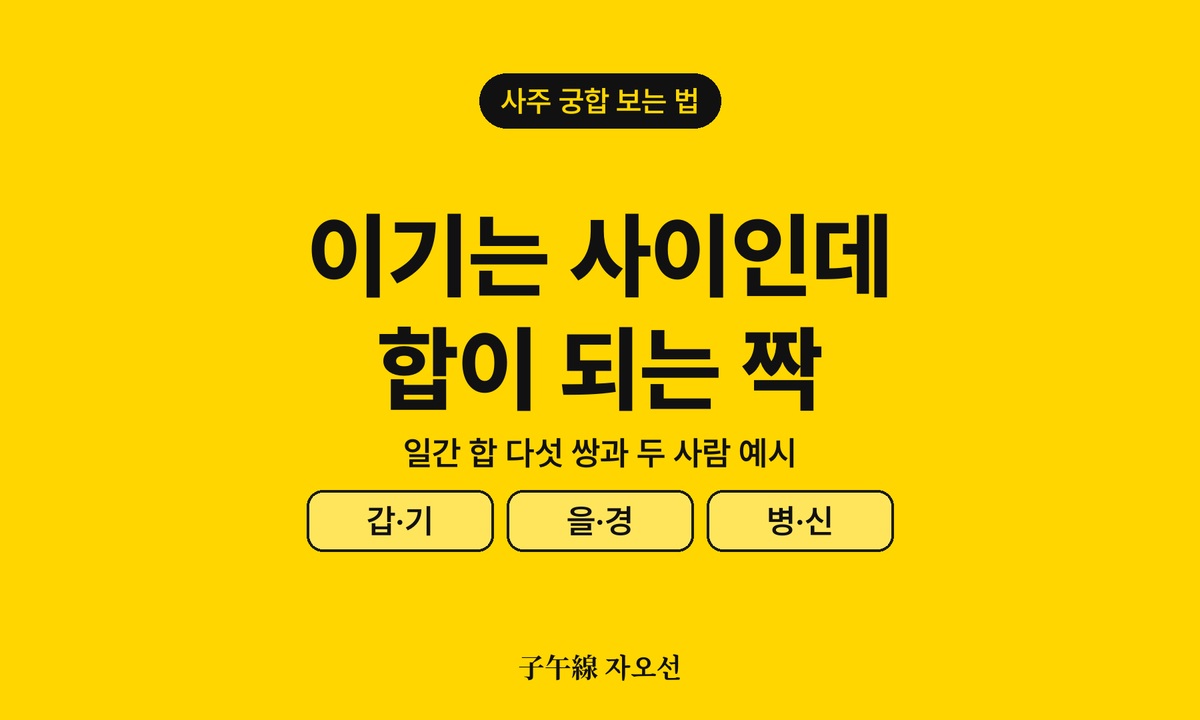 사주 궁합 보는 법
이기는 사이인데
합이 되는 짝
일간 합 다섯 쌍과 두 사람 예시
갑·기
을·경
병·신
子午線 자오선